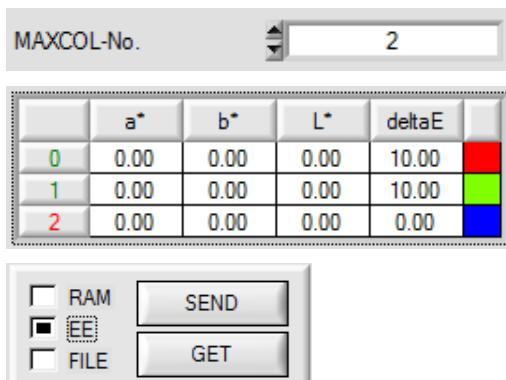 MAXCOL-No. 2
a* b* L* deltaE
0 0.00 0.00 0.00 10.00
1 0.00 0.00 0.00 10.00
2 0.00 0.00 0.00 0.00
RAM SEND
EE
FILE GET